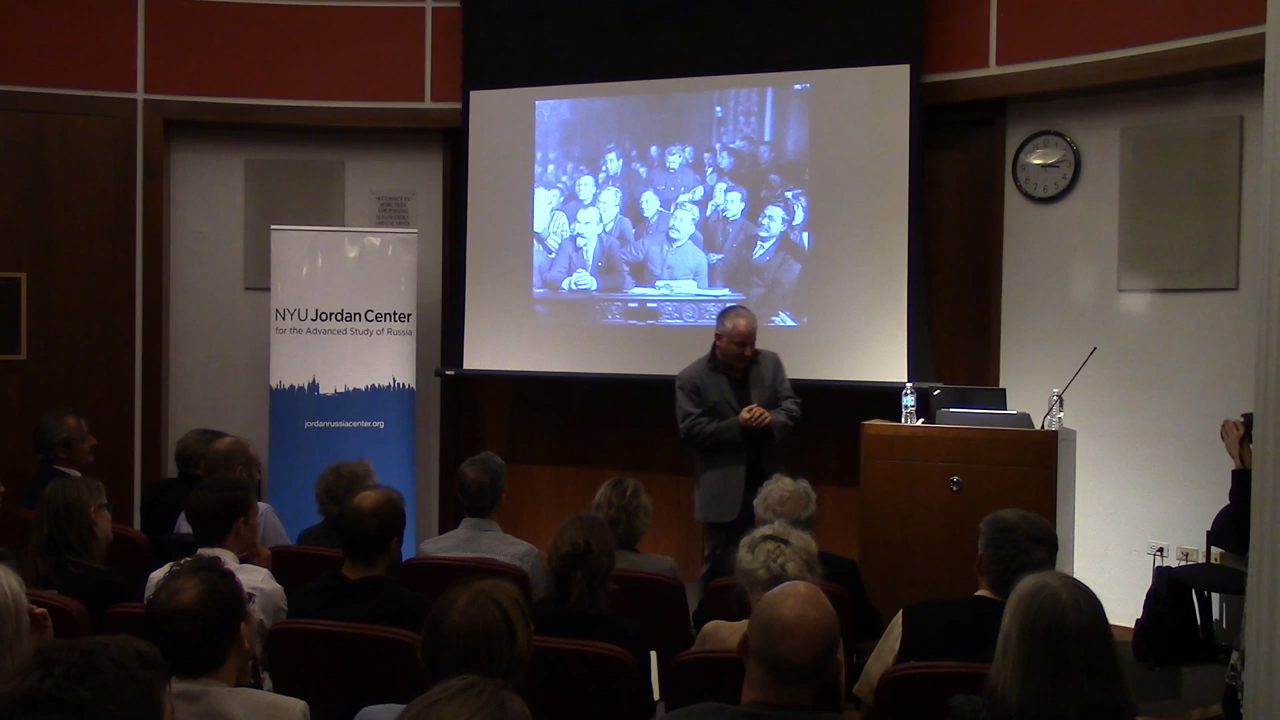 NYU Jordan Center
for the Advanced Study of Russia
jordanrussiacenter.org